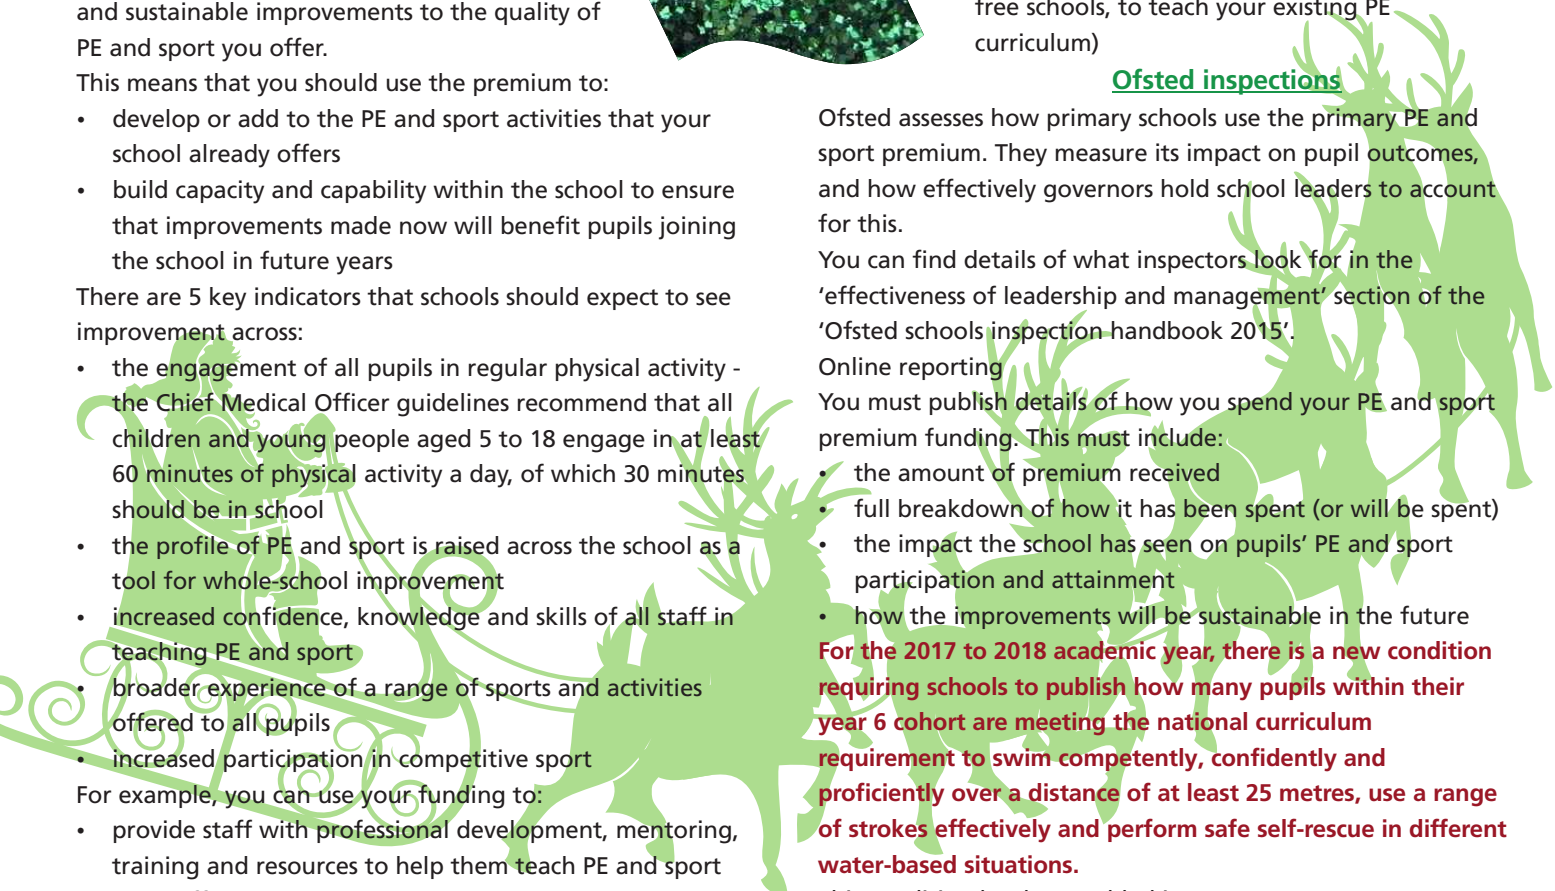 and sustainable improvements to the quality of
PE and sport you offer.
This means that you should use the premium to:
• develop or add to the PE and sport activities that your
school already offers
• build capacity and capability within the school to ensure
that improvements made now will benefit pupils joining
the school in future years
There are 5 key indicators that schools should expect to see
improvement across:
• the engagement of all pupils in regular physical activity -
the Chief Medical Officer guidelines recommend that all
children and young people aged 5 to 18 engage in at least
60 minutes of physical activity a day, of which 30 minutes
should be in school
• the profile of PE and sport is raised across the school as a
tool for whole-school improvement
• increased confidence, knowledge and skills of all staff in
teaching PE and sport
• broader experience of a range of sports and activities
offered to all pupils
• increased participation in competitive sport
For example, you can use your funding to:
• provide staff with professional development, mentoring,
training and resources to help them teach PE and sport
free schools, to teach your existing PE
curriculum)
Ofsted inspections
Ofsted assesses how primary schools use the primary PE and
sport premium. They measure its impact on pupil outcomes,
and how effectively governors hold school leaders to account
for this.
You can find details of what inspectors look for in the
‘effectiveness of leadership and management’ section of the
‘Ofsted schools inspection handbook 2015’.
Online reporting
You must publish details of how you spend your PE and sport
premium funding. This must include:
• the amount of premium received
• full breakdown of how it has been spent (or will be spent)
• the impact the school has seen on pupils’ PE and sport
participation and attainment
• how the improvements will be sustainable in the future
For the 2017 to 2018 academic year, there is a new condition
requiring schools to publish how many pupils within their
year 6 cohort are meeting the national curriculum
requirement to swim competently, confidently and
proficiently over a distance of at least 25 metres, use a range
of strokes effectively and perform safe self-rescue in different
water-based situations.